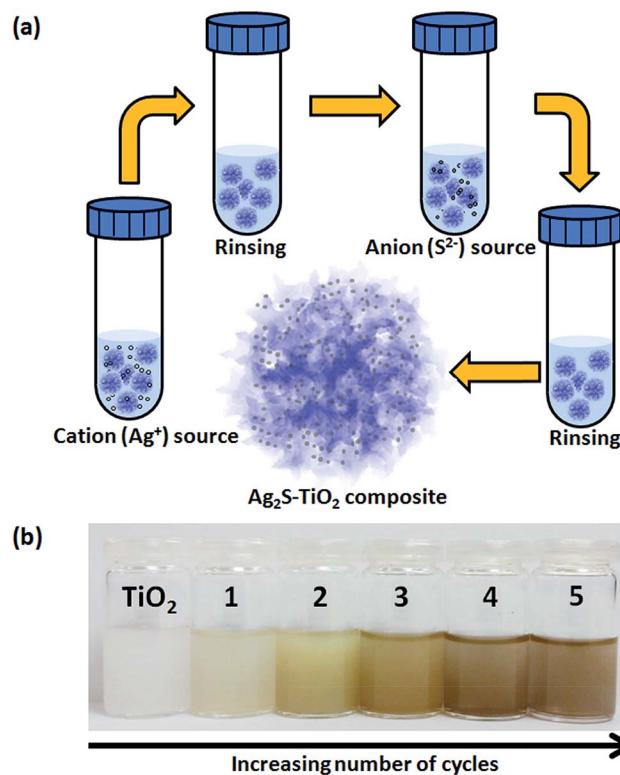 (a)
Rinsing
Anion (S²⁻) source
Cation (Ag⁺) source
Rinsing
Ag₂S-TiO₂ composite
(b)
TiO₂ 1 2 3 4 5
Increasing number of cycles